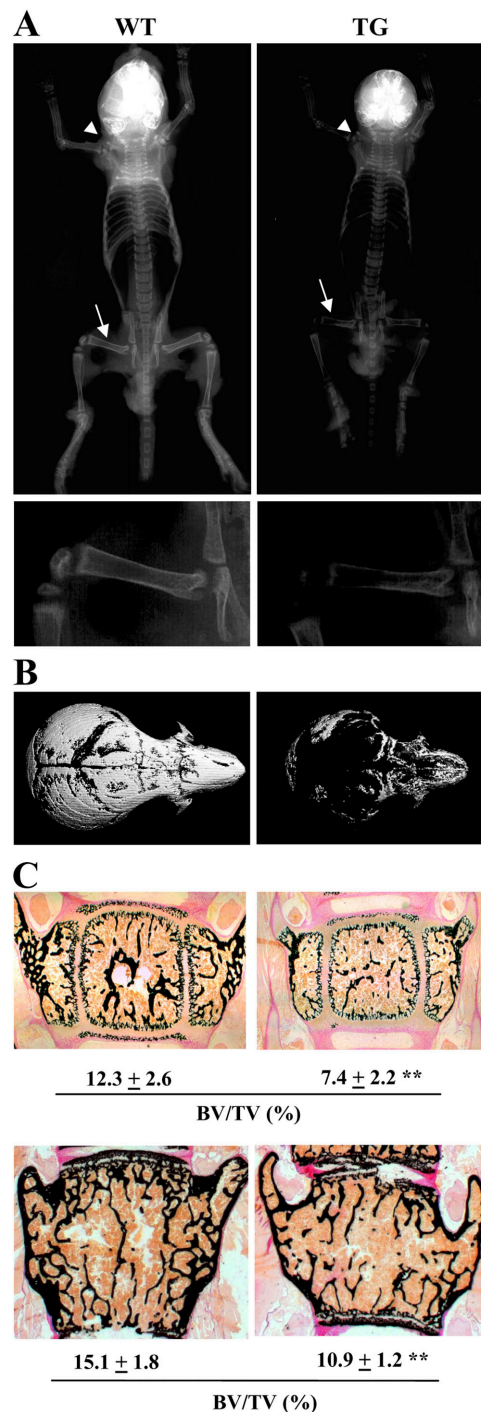 A
WT TG
B
C
12.3 ± 2.6 7.4 ± 2.2 **
BV/TV (%)
15.1 ± 1.8 10.9 ± 1.2 **
BV/TV (%)